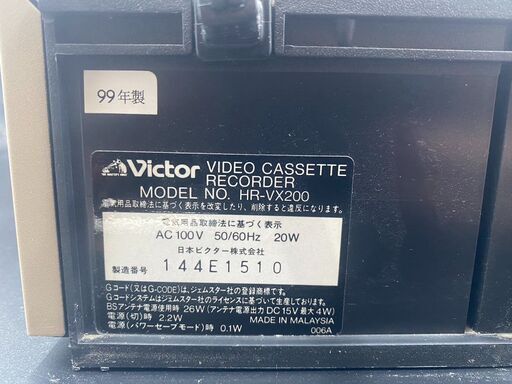 99年製
Victor VIDEO CASSETTE RECORDER
MODEL NO. HR-VX200
電気用品取締法に基づく表示を改変したり、削除すると違反になります。
電気用品取締法に基づく表示
AC 100V 50/60Hz 20W
日本ビクター株式会社
製造番号 144E1510
Gコード(又はG-CODE)は、ジェムスター社の登録商標です。
Gコードシステムはジェムスター社のライセンスに基づいて生産しております。
BSアンテナ電源使用時 26W (アンテナ電源出力 DC 15V 最大 4W)
電源(切)時 2.2W MADE IN MALAYSIA
電源(パワーセーブモード)時 0.1W 006A